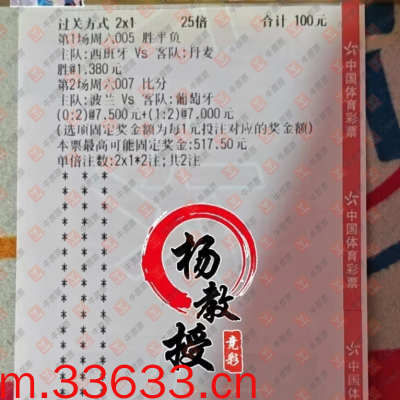 过关方式 2x1 25倍 合计 100元
第1场周六005 胜平负
主队:西班牙 Vs 客队:丹麦
胜@1.380元
第2场周六007 比分
主队:波兰 Vs 客队:葡萄牙
(0:2)@7.500元+(1:2)@7.000元
(选项固定奖金额为每1元投注对应的奖金额)
本票最高可能固定奖金:517.50元
单倍注数:2x1*2注;共2注
中国体育彩票
中国体育彩票
中国体育彩票
杨教授
竞彩
m.33633.cn